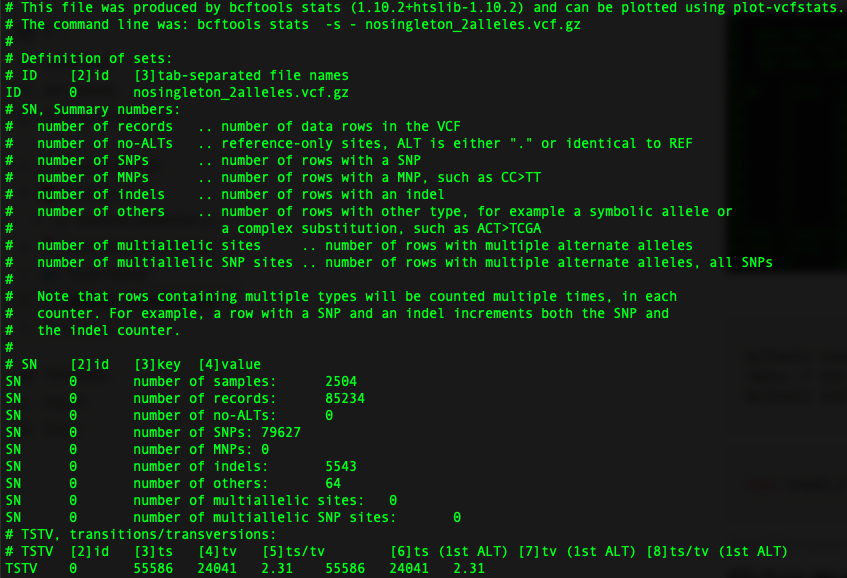 # This file was produced by bcftools stats (1.10.2+htslib-1.10.2) and can be plotted using plot-vcfstats.
# The command line was: bcftools stats  -s - nosingleton_2alleles.vcf.gz
#
# Definition of sets:
# ID    [2]id   [3]tab-separated file names
ID      0       nosingleton_2alleles.vcf.gz
# SN, Summary numbers:
#   number of records   .. number of data rows in the VCF
#   number of no-ALTs   .. reference-only sites, ALT is either "." or identical to REF
#   number of SNPs      .. number of rows with a SNP
#   number of MNPs      .. number of rows with a MNP, such as CC>TT
#   number of indels    .. number of rows with an indel
#   number of others    .. number of rows with other type, for example a symbolic allele or
#                          a complex substitution, such as ACT>TCGA
#   number of multiallelic sites     .. number of rows with multiple alternate alleles
#   number of multiallelic SNP sites .. number of rows with multiple alternate alleles, all SNPs
#
#   Note that rows containing multiple types will be counted multiple times, in each
#   counter. For example, a row with a SNP and an indel increments both the SNP and
#   the indel counter.
#
# SN    [2]id   [3]key  [4]value
SN      0       number of samples:      2504
SN      0       number of records:      85234
SN      0       number of no-ALTs:      0
SN      0       number of SNPs: 79627
SN      0       number of MNPs: 0
SN      0       number of indels:       5543
SN      0       number of others:       64
SN      0       number of multiallelic sites:   0
SN      0       number of multiallelic SNP sites:       0
# TSTV, transitions/transversions:
# TSTV  [2]id   [3]ts   [4]tv   [5]ts/tv        [6]ts (1st ALT) [7]tv (1st ALT) [8]ts/tv (1st ALT)
TSTV    0       55586   24041   2.31    55586   24041   2.31